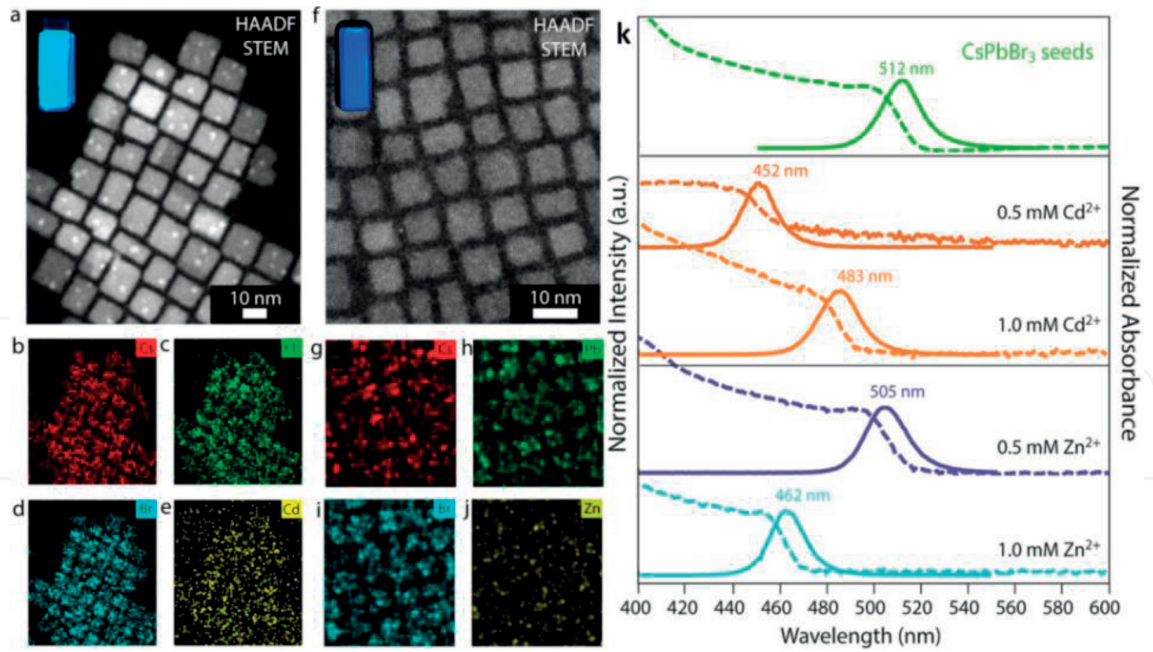 a
HAADF
STEM
10 nm
f
HAADF
STEM
10 nm
b
Cs
c
g
Cs
h
Pb
d
Br
e
Cd
i
Br
j
Zn
k
CsPbBr₃ seeds
512 nm
452 nm
0.5 mM Cd²⁺
483 nm
1.0 mM Cd²⁺
505 nm
0.5 mM Zn²⁺
462 nm
1.0 mM Zn²⁺
Normalized Intensity (a.u.)
Normalized Absorbance
400 420 440 460 480 500 520 540 560 580 600
Wavelength (nm)